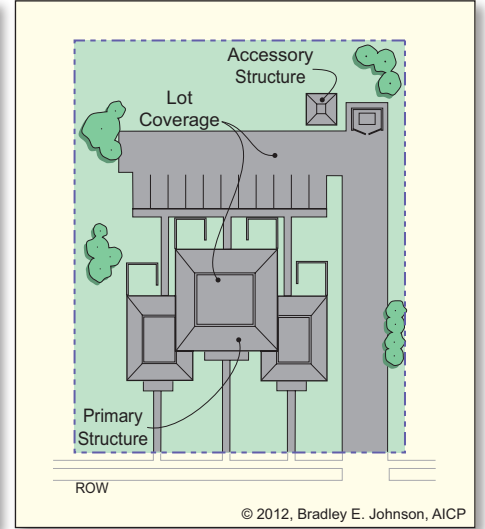 Accessory
Structure
Lot
Coverage
Primary
Structure
ROW
© 2012, Bradley E. Johnson, AICP